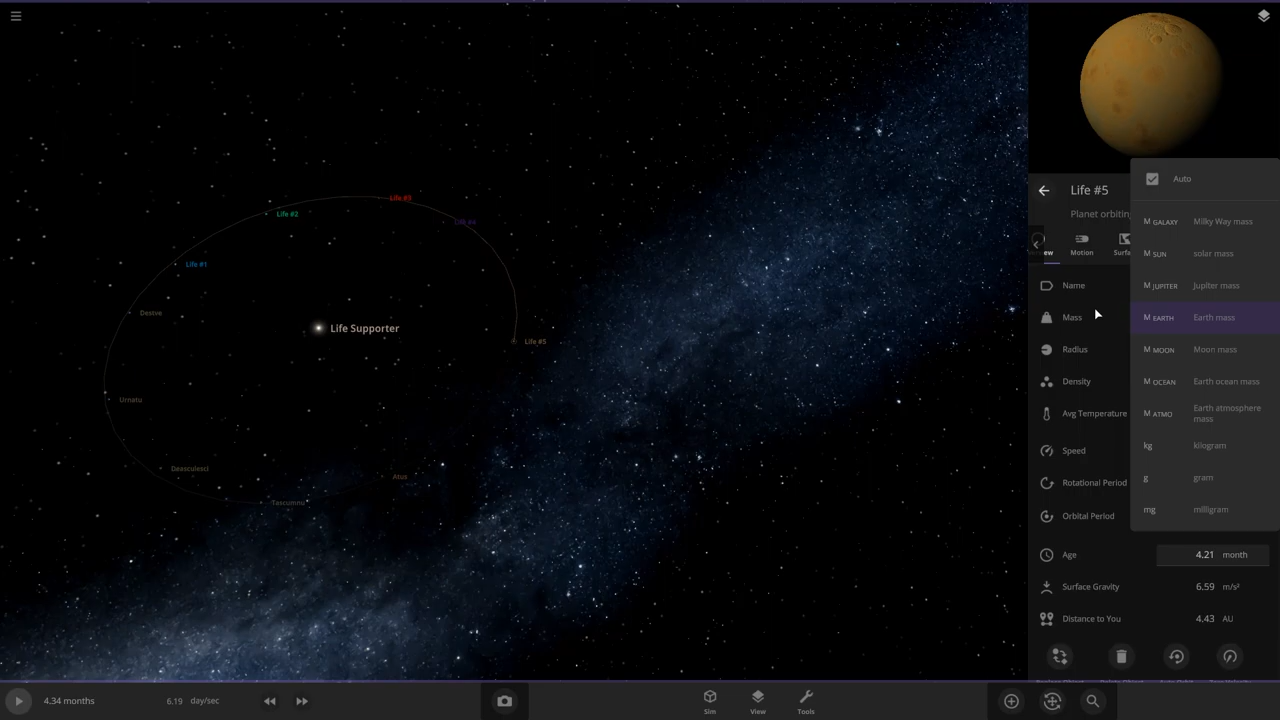 Life #3
Life #2
Life #4
Life #1
Destve
Life Supporter
Life #5
Urnatu
Deasculesci
Atus
Tescumnu
4.34 months
6.19 day/sec
Sim
View
Tools
Life #5
Planet orbiting
Motion
Name
Mass
Radius
Density
Avg Temperature
Speed
Rotational Period
Orbital Period
Age 4.21 month
Surface Gravity 6.59 m/s²
Distance to You 4.43 AU
Auto
M GALAXY Milky Way mass
M SUN solar mass
M JUPITER Jupiter mass
M EARTH Earth mass
M MOON Moon mass
M OCEAN Earth ocean mass
M ATMO Earth atmosphere
mass
kg kilogram
g gram
mg milligram